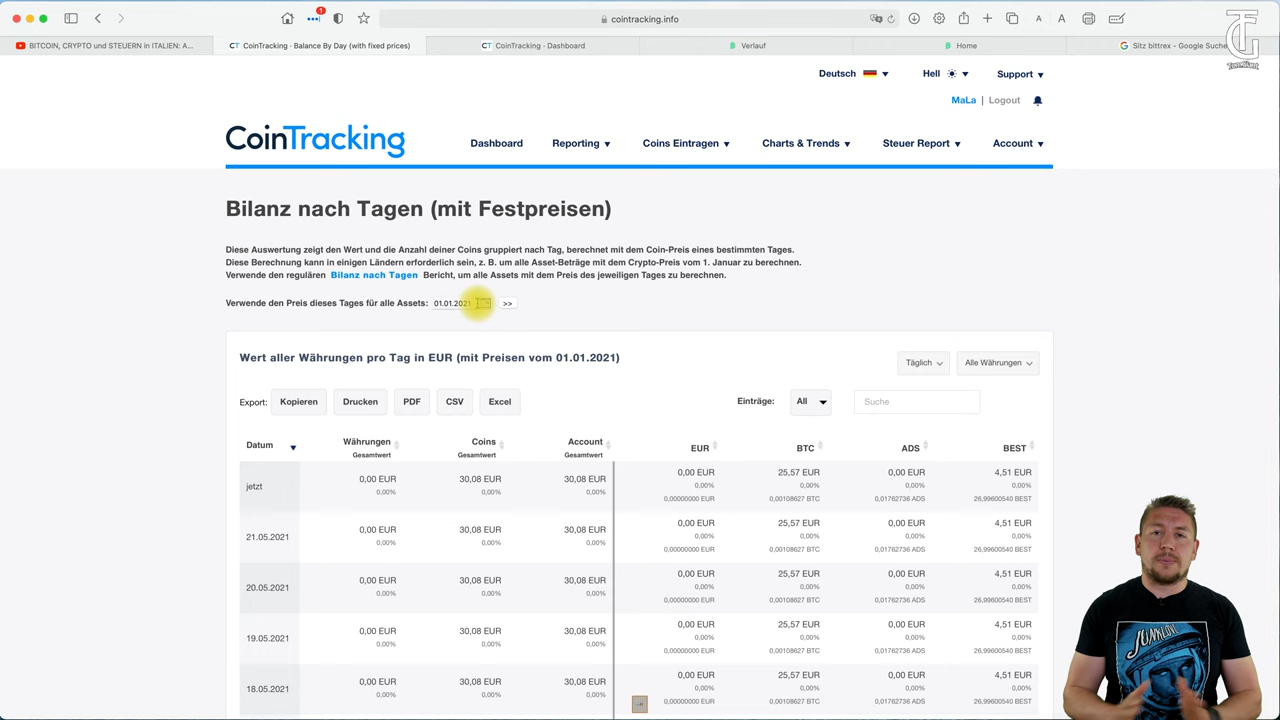 1
cointracking.info
A
A
BITCOIN, CRYPTO und STEUERN in ITALIEN: A...
CT CoinTracking · Balance By Day (with fixed prices)
CT CoinTracking · Dashboard
Verlauf
Home
G Sitz bittrex - Google Suche
TG
Deutsch
Hell
Support
MaLa | Logout
CoinTracking
Dashboard
Reporting
Coins Eintragen
Charts & Trends
Steuer Report
Account
Bilanz nach Tagen (mit Festpreisen)
Diese Auswertung zeigt den Wert und die Anzahl deiner Coins gruppiert nach Tag, berechnet mit dem Coin-Preis eines bestimmten Tages.
Diese Berechnung kann in einigen Ländern erforderlich sein, z. B. um alle Asset-Beträge mit dem Crypto-Preis vom 1. Januar zu berechnen.
Verwende den regulären Bilanz nach Tagen Bericht, um alle Assets mit dem Preis des jeweiligen Tages zu berechnen.
Verwende den Preis dieses Tages für alle Assets: 01.01.2021 >>
Wert aller Währungen pro Tag in EUR (mit Preisen vom 01.01.2021)
Täglich
Alle Währungen
Export: Kopieren Drucken PDF CSV Excel
Einträge: All
Suche
Datum Währungen Coins Account EUR BTC ADS BEST
Gesamtwert Gesamtwert Gesamtwert
jetzt 0,00 EUR 30,08 EUR 30,08 EUR 0,00 EUR 25,57 EUR 0,00 EUR 4,51 EUR
0,00% 0,00% 0,00% 0,00% 0,00% 0,00% 0,00%
0,00000000 EUR 0,00108627 BTC 0,01762736 ADS 26,99600540 BEST
21.05.2021 0,00 EUR 30,08 EUR 30,08 EUR 0,00 EUR 25,57 EUR 0,00 EUR 4,51 EUR
0,00% 0,00% 0,00% 0,00% 0,00% 0,00% 0,00%
0,00000000 EUR 0,00108627 BTC 0,01762736 ADS 26,99600540 BEST
20.05.2021 0,00 EUR 30,08 EUR 30,08 EUR 0,00 EUR 25,57 EUR 0,00 EUR 4,51 EUR
0,00% 0,00% 0,00% 0,00% 0,00% 0,00% 0,00%
0,00000000 EUR 0,00108627 BTC 0,01762736 ADS 26,99600540 BEST
19.05.2021 0,00 EUR 30,08 EUR 30,08 EUR 0,00 EUR 25,57 EUR 0,00 EUR 4,51 EUR
0,00% 0,00% 0,00% 0,00% 0,00% 0,00% 0,00%
0,00000000 EUR 0,00108627 BTC 0,01762736 ADS 26,99600540 BEST
18.05.2021 0,00 EUR 30,08 EUR 30,08 EUR 0,00 EUR 25,57 EUR 0,00 EUR 4,51 EUR
0,00% 0,00% 0,00% 0,00% 0,00% 0,00% 0,00%
0,00000000 EUR 0,00108627 BTC 0,01762736 ADS 26,99600540 BEST
JUNKLOVE